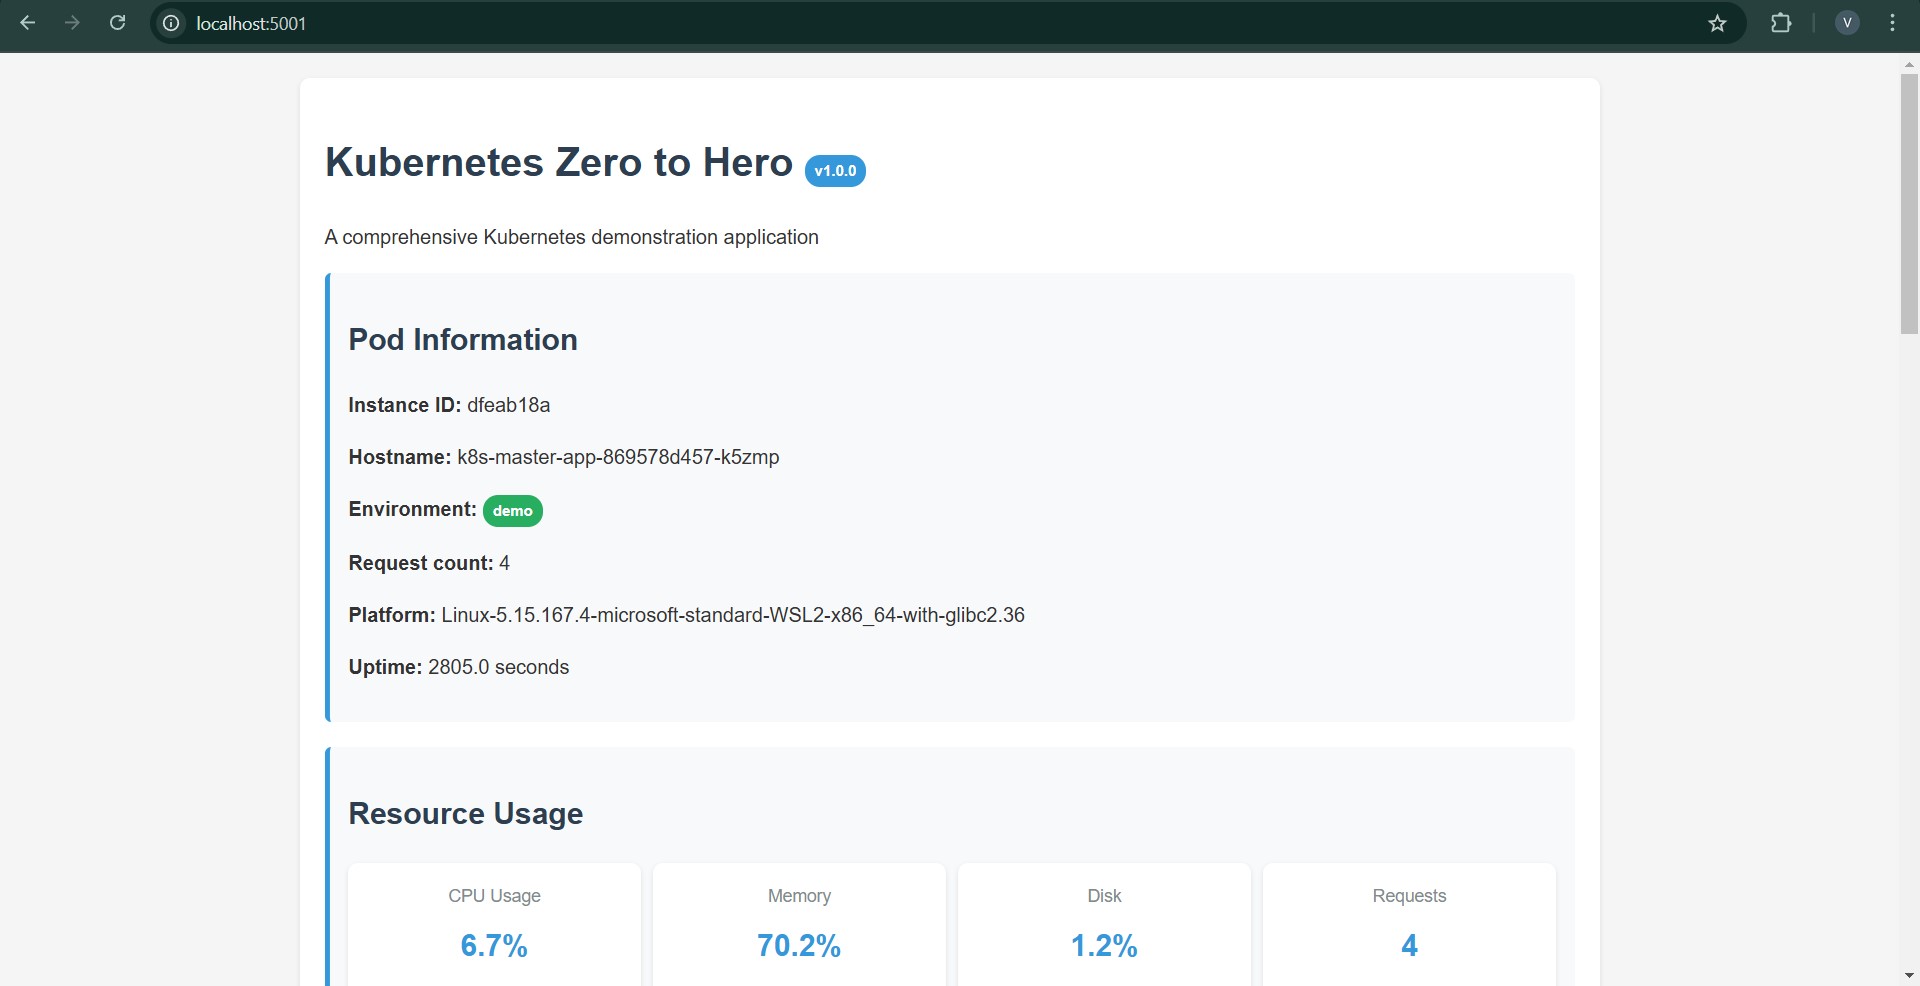 localhost:5001
V
Kubernetes Zero to Hero v1.0.0
A comprehensive Kubernetes demonstration application
Pod Information
Instance ID: dfeab18a
Hostname: k8s-master-app-869578d457-k5zmp
Environment: demo
Request count: 4
Platform: Linux-5.15.167.4-microsoft-standard-WSL2-x86_64-with-glibc2.36
Uptime: 2805.0 seconds
Resource Usage
CPU Usage
6.7%
Memory
70.2%
Disk
1.2%
Requests
4